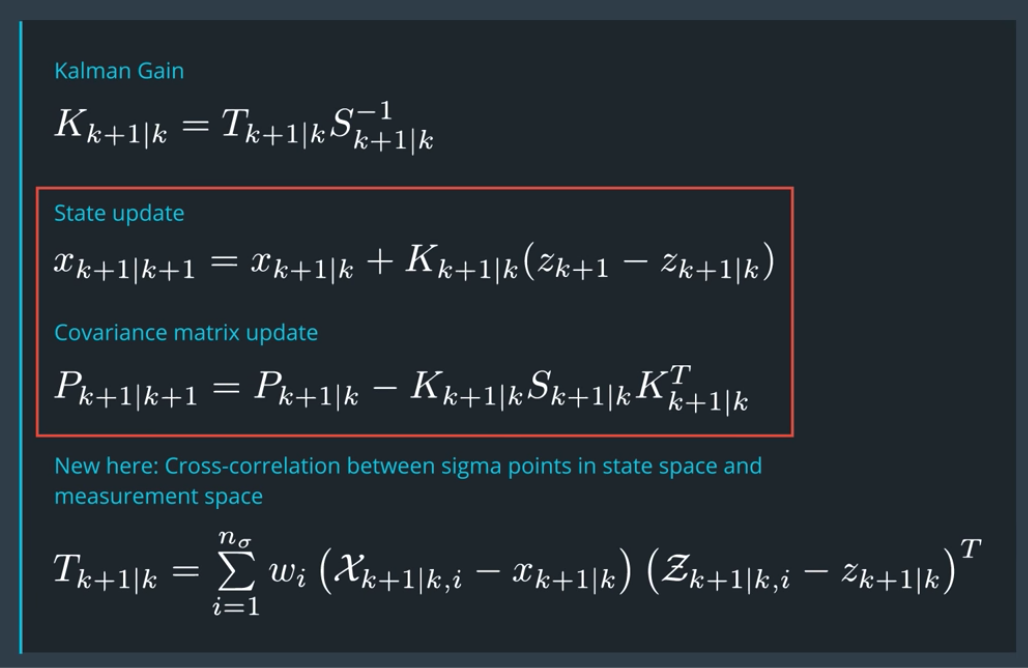 Kalman Gain
$K_{k+1|k} = T_{k+1|k} S_{k+1|k}^{-1}$
State update
$x_{k+1|k+1} = x_{k+1|k} + K_{k+1|k}(z_{k+1} - z_{k+1|k})$
Covariance matrix update
$P_{k+1|k+1} = P_{k+1|k} - K_{k+1|k} S_{k+1|k} K_{k+1|k}^{T}$
New here: Cross-correlation between sigma points in state space and
measurement space
$T_{k+1|k} = \sum_{i=1}^{n_\sigma} w_i \left(\mathcal{X}_{k+1|k,i} - x_{k+1|k}\right) \left(\mathcal{Z}_{k+1|k,i} - z_{k+1|k}\right)^T$